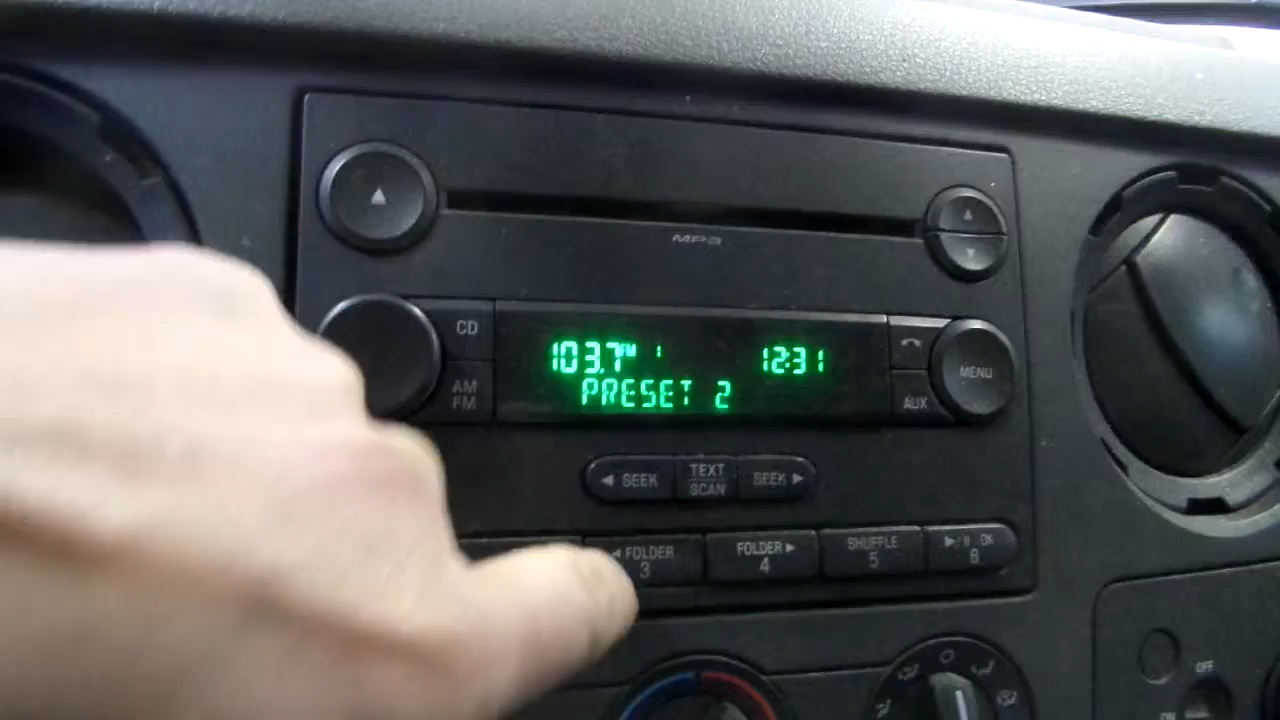 MP3
CD
103.7 FM 1 12:31
AM
FM
PRESET 2
MENU
AUX
◀ SEEK
TEXT
SCAN
SEEK ▶
◀ FOLDER
3
FOLDER ▶
4
SHUFFLE
5
OK
6
OFF